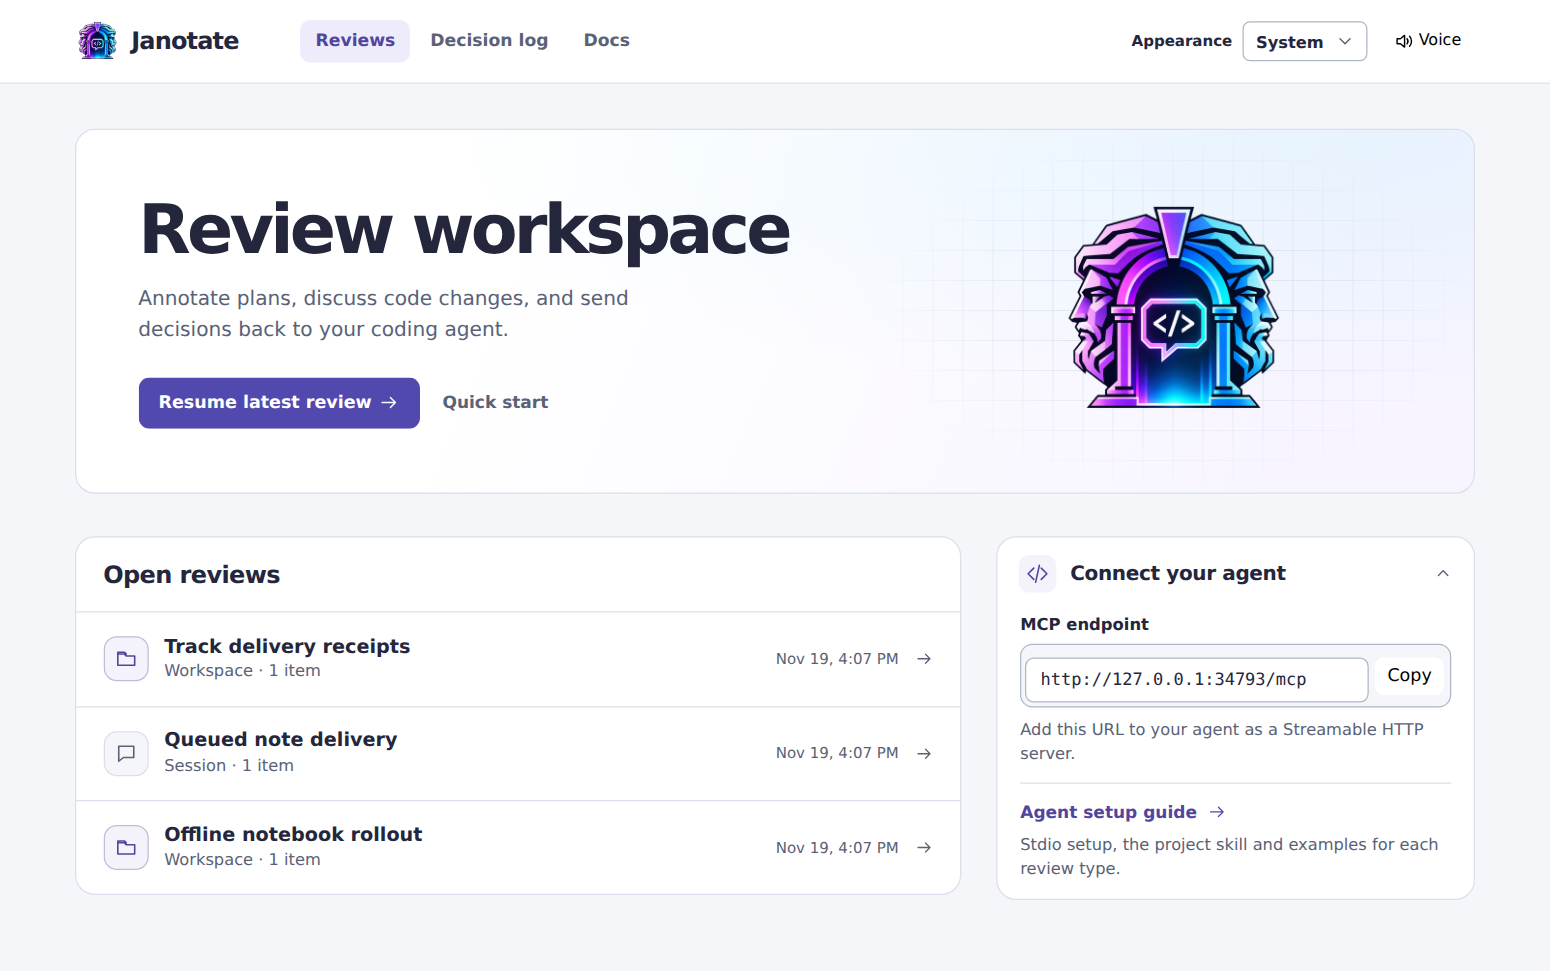 Janotate
Reviews
Decision log
Docs
Appearance
System
Voice
Review workspace
Annotate plans, discuss code changes, and send
decisions back to your coding agent.
Resume latest review →
Quick start
</>
Open reviews
Track delivery receipts
Workspace · 1 item
Nov 19, 4:07 PM →
Queued note delivery
Session · 1 item
Nov 19, 4:07 PM →
Offline notebook rollout
Workspace · 1 item
Nov 19, 4:07 PM →
</> Connect your agent
MCP endpoint
http://127.0.0.1:34793/mcp
Copy
Add this URL to your agent as a Streamable HTTP
server.
Agent setup guide →
Stdio setup, the project skill and examples for each
review type.